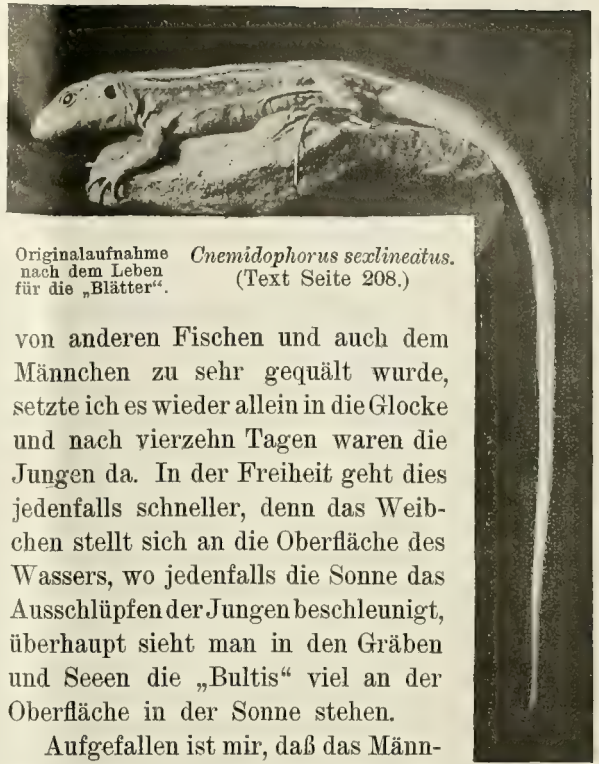 Originalaufnahme
nach dem Leben
für die „Blätter“.
Cnemidophorus sexlineatus.
(Text Seite 208.)
von anderen Fischen und auch dem
Männchen zu sehr gequält wurde,
setzte ich es wieder allein in die Glocke
und nach vierzehn Tagen waren die
Jungen da. In der Freiheit geht dies
jedenfalls schneller, denn das Weib-
chen stellt sich an die Oberfläche des
Wassers, wo jedenfalls die Sonne das
Ausschlüpfen der Jungen beschleunigt,
überhaupt sieht man in den Gräben
und Seeen die „Bultis“ viel an der
Oberfläche in der Sonne stehen.
Aufgefallen ist mir, daß das Männ-